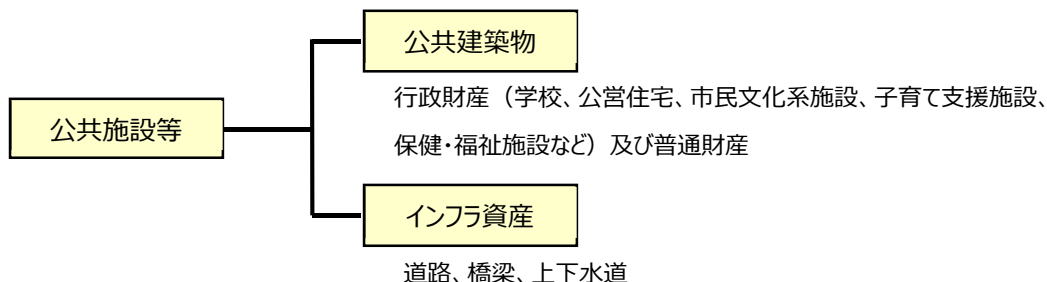 公共建築物
行政財産（学校、公営住宅、市民文化系施設、子育て支援施設、
保健・福祉施設など）及び普通財産
公共施設等
インフラ資産
道路、橋梁、上下水道